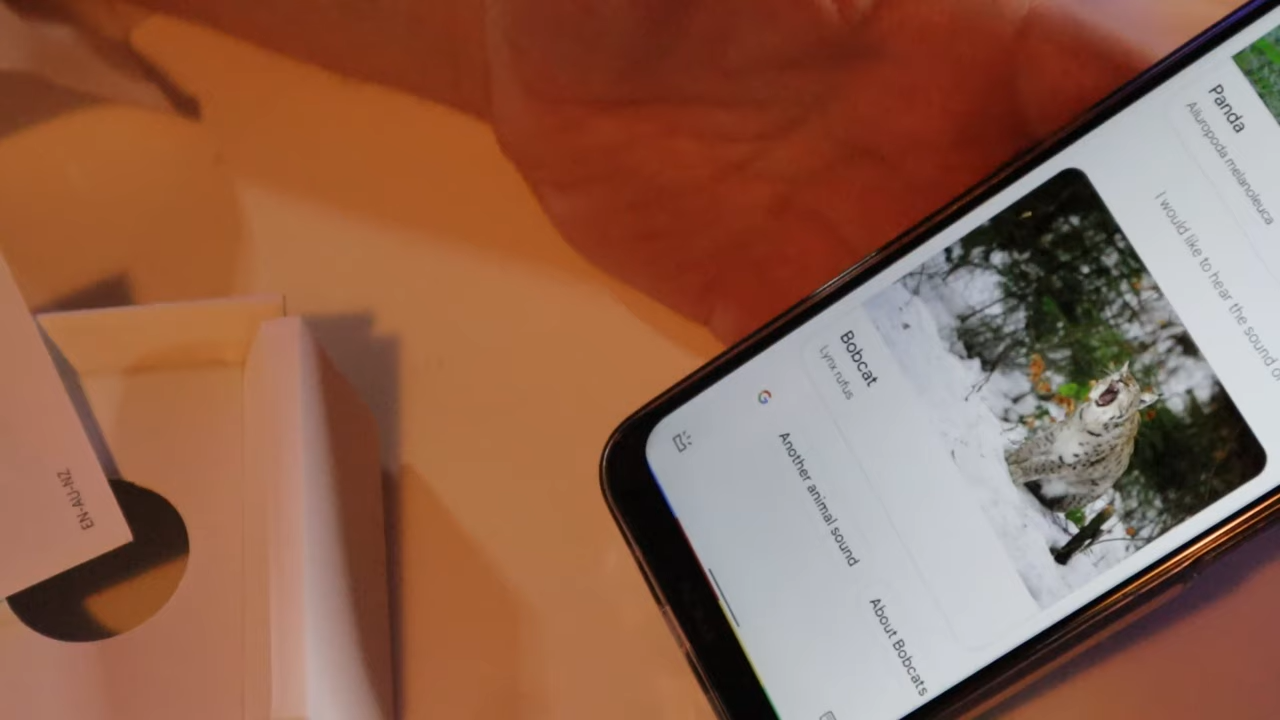 Panda
Ailuropoda melanoleuca
I would like to hear the sound
Bobcat
Lynx rufus
Another animal sound
About Bobcats
EN-AU-NZ